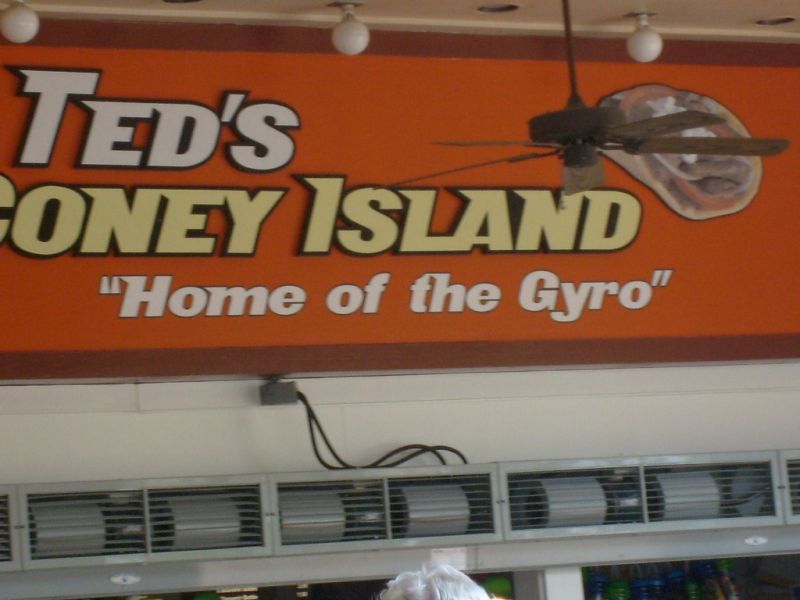 TED'S
CONEY ISLAND
"Home of the Gyro"